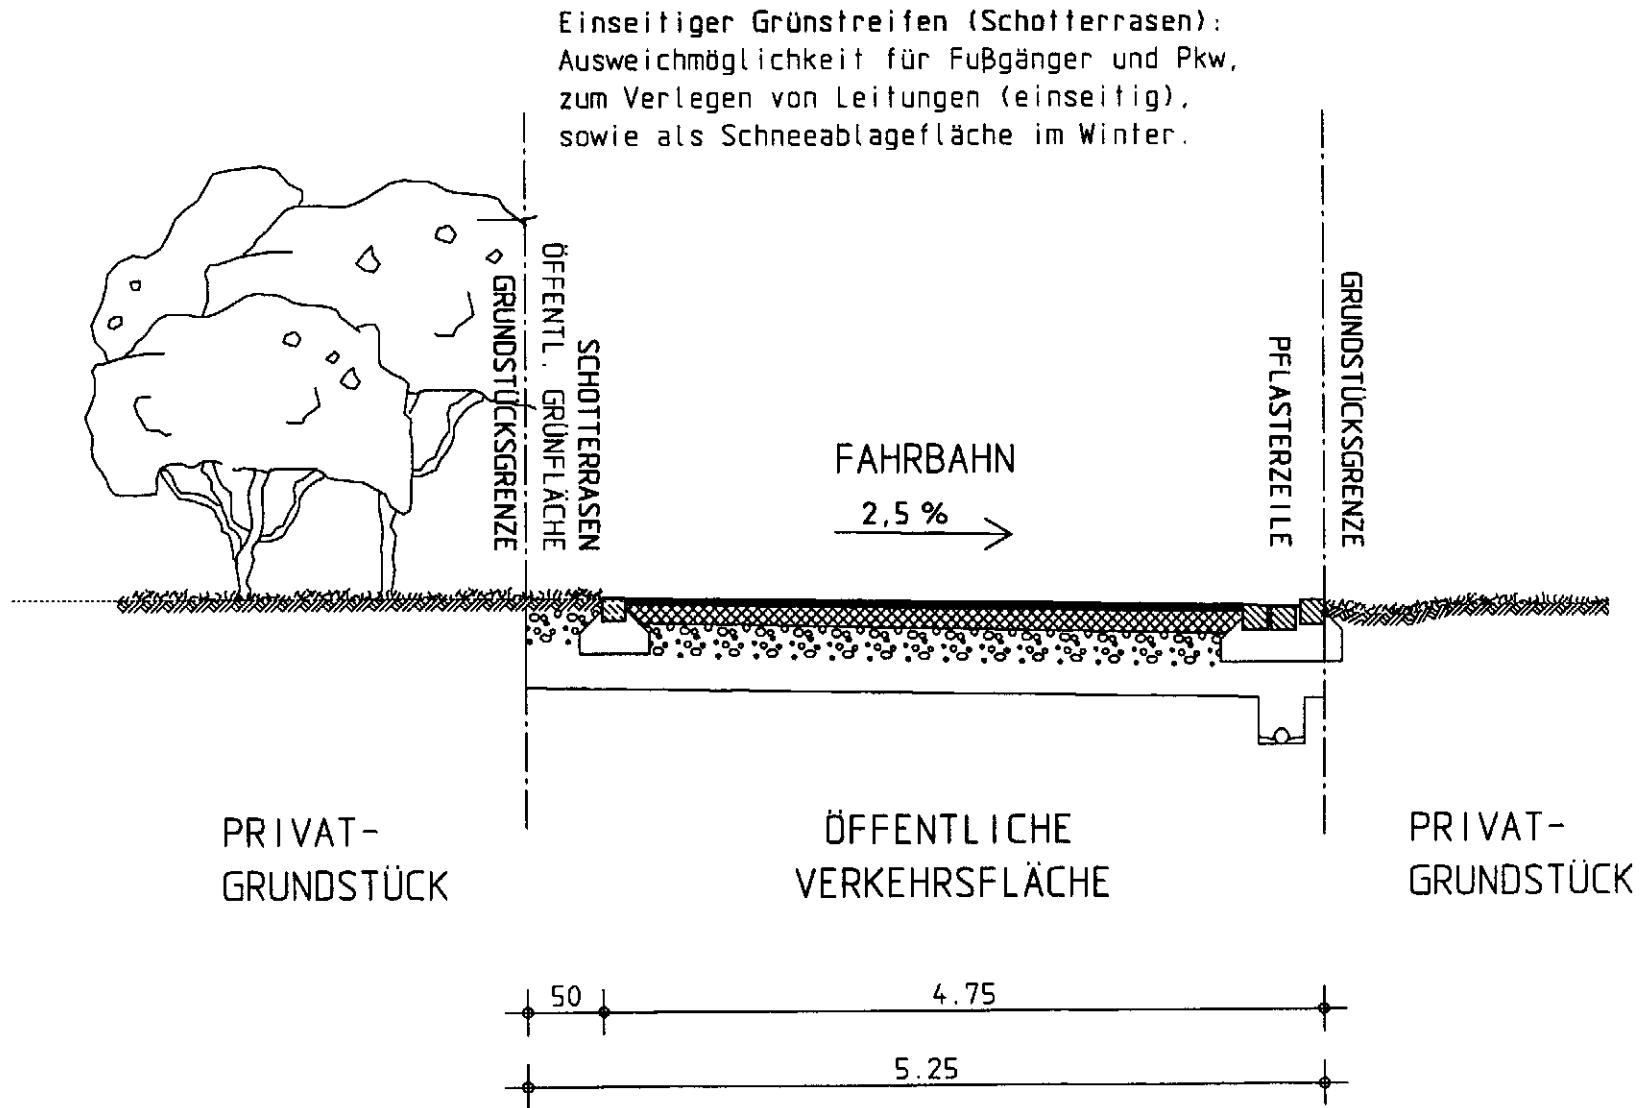 Einseitiger Grünstreifen (Schotterrasen):
Ausweichmöglichkeit für Fußgänger und Pkw,
zum Verlegen von Leitungen (einseitig),
sowie als Schneeablagefläche im Winter.
GRUNDSTÜCKSGRENZE
ÖFFENTL. GRÜNFLÄCHE
SCHOTTERRASEN
FAHRBAHN
2,5 %
PFLASTERZEILE
GRUNDSTÜCKSGRENZE
PRIVAT-
GRUNDSTÜCK
ÖFFENTLICHE
VERKEHRSFLÄCHE
PRIVAT-
GRUNDSTÜCK
50
4.75
5.25